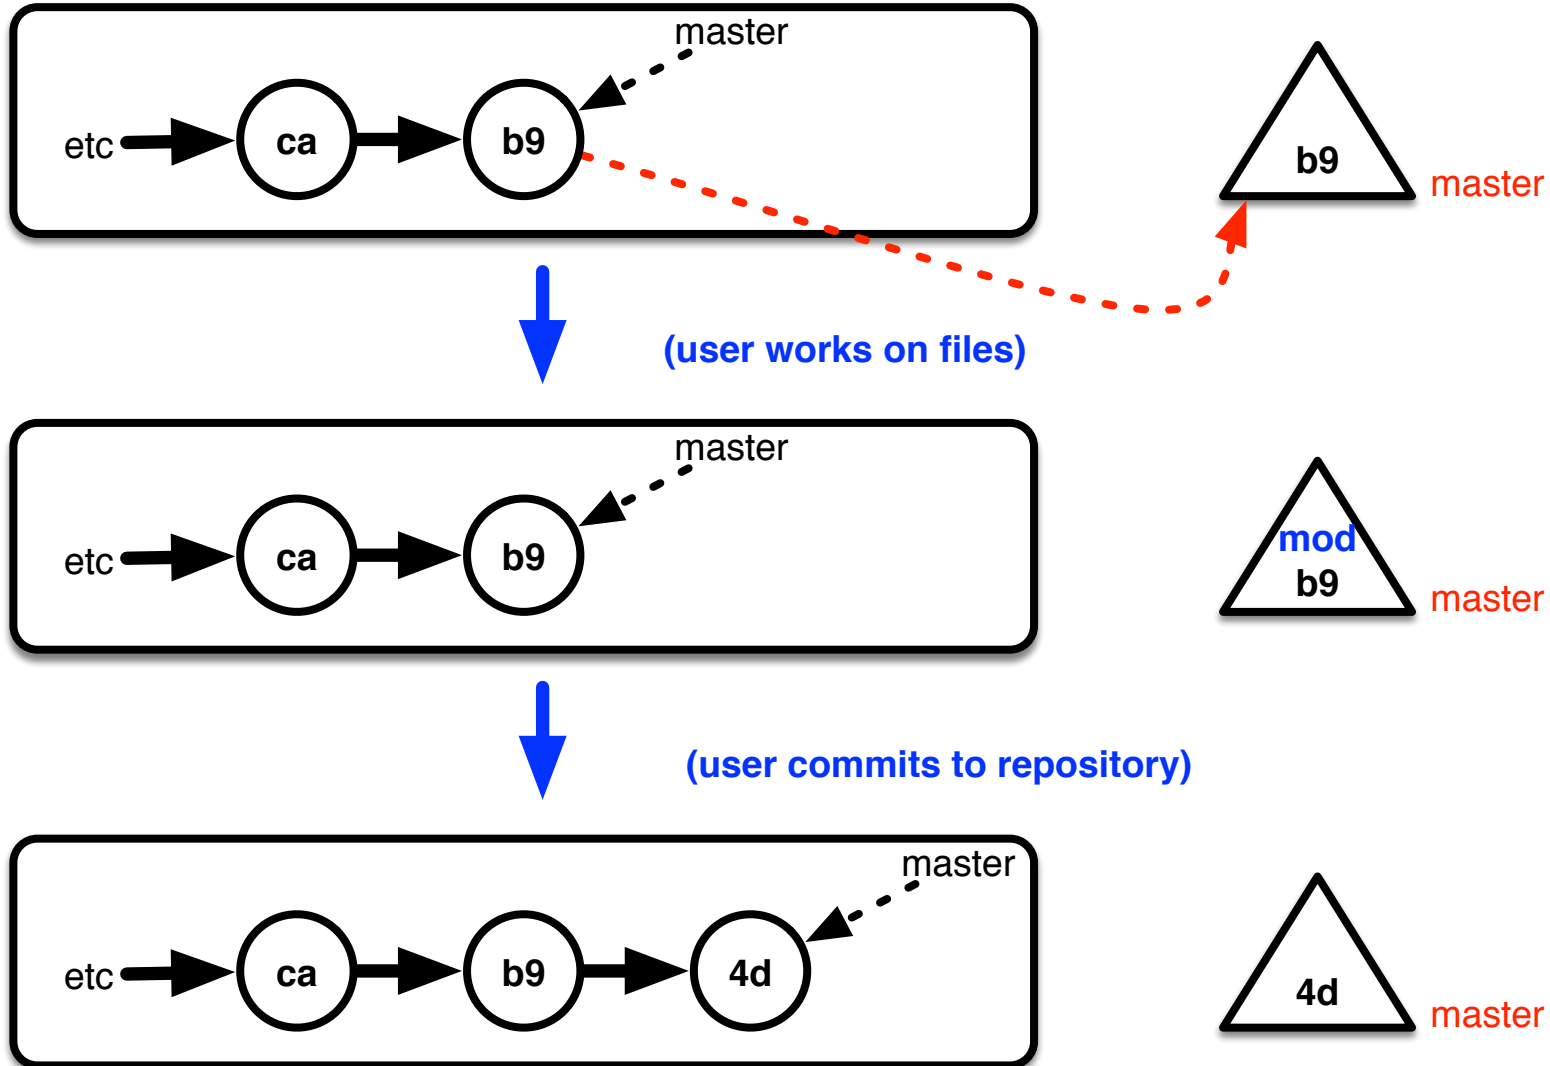 master
etc
ca
b9
b9
master
(user works on files)
master
etc
ca
b9
mod
b9
master
(user commits to repository)
master
etc
ca
b9
4d
4d
master